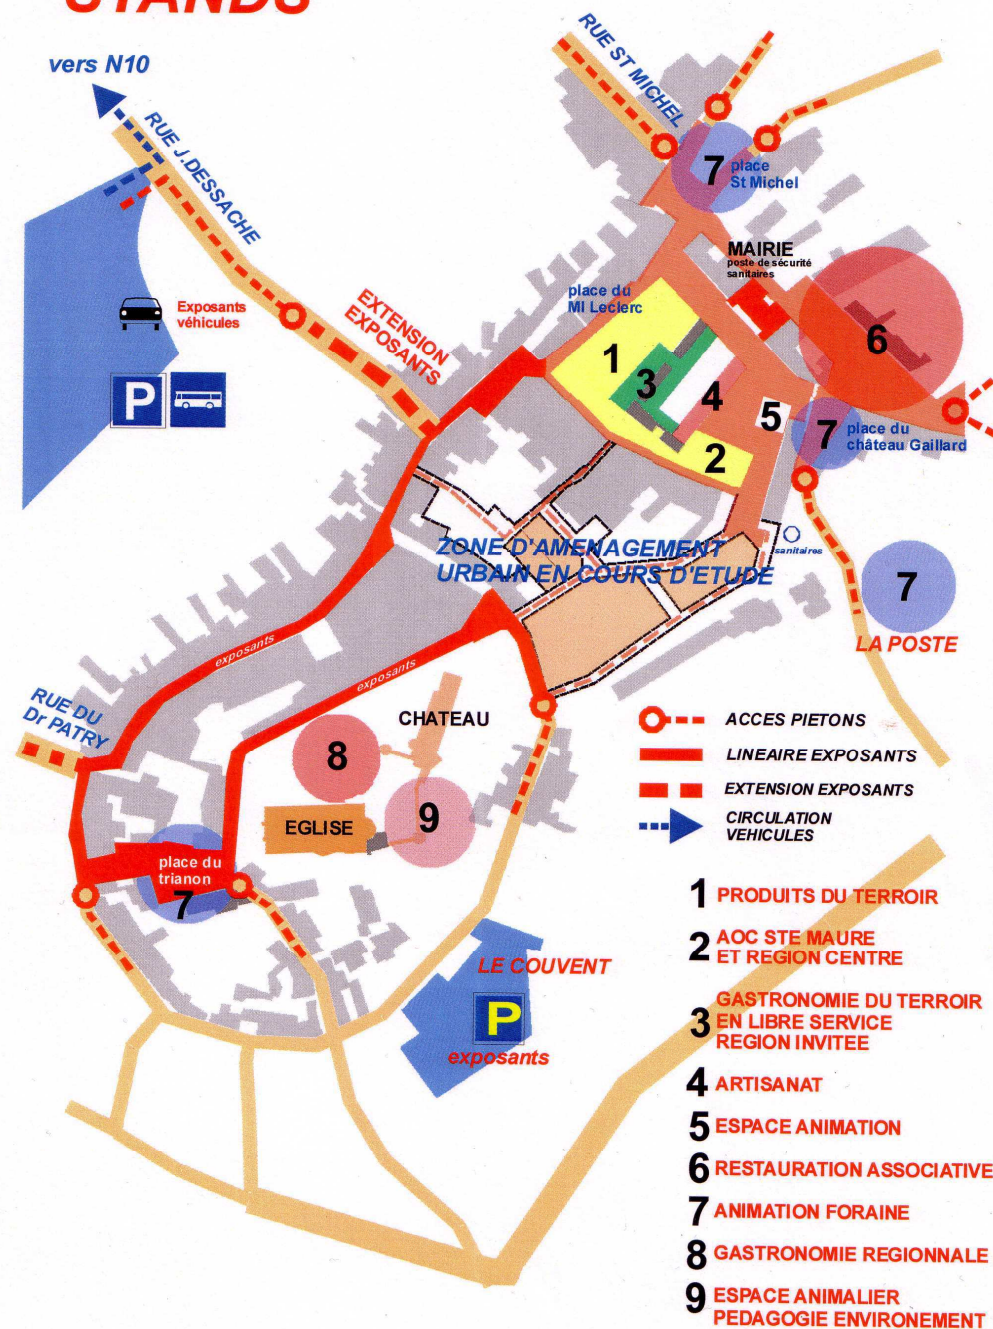 STANDS
vers N10
RUE ST MICHEL
RUE J.DESSACHE
7
place
St Michel
MAIRIE
poste de sécurité
sanitaires
place du
Ml Leclerc
Exposants
véhicules
EXTENSION
EXPOSANTS
6
1
3
4
5
P
7
place du
château Gaillard
2
ZONE D'AMENAGEMENT
URBAIN EN COURS D'ETUDE
sanitaires
7
LA POSTE
exposants
exposants
RUE DU
Dr PATRY
CHATEAU
8
9
EGLISE
place du
trianon
7
ACCES PIETONS
LINEAIRE EXPOSANTS
EXTENSION EXPOSANTS
CIRCULATION
VEHICULES
LE COUVENT
P
exposants
1 PRODUITS DU TERROIR
2 AOC STE MAURE
ET REGION CENTRE
3 GASTRONOMIE DU TERROIR
EN LIBRE SERVICE
REGION INVITEE
4 ARTISANAT
5 ESPACE ANIMATION
6 RESTAURATION ASSOCIATIVE
7 ANIMATION FORAINE
8 GASTRONOMIE REGIONNALE
9 ESPACE ANIMALIER
PEDAGOGIE ENVIRONEMENT